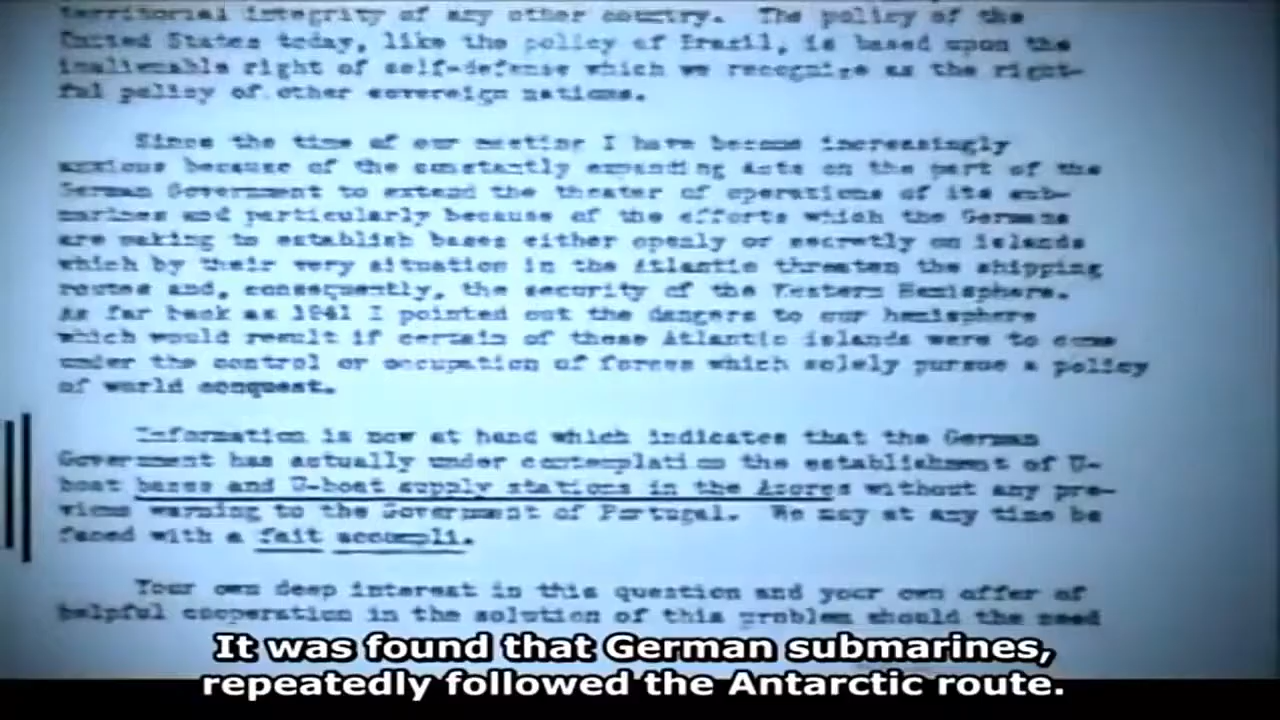 territorial integrity of any other country. The policy of the
United States today, like the policy of Brazil, is based upon the
inalienable right of self-defense which we recognize as the right-
ful policy of other sovereign nations.
Since the time of our meeting I have become increasingly
anxious because of the constantly expanding acts on the part of the
German Government to extend the theater of operations of its sub-
marines and particularly because of the efforts which the Germans
are making to establish bases either openly or secretly on islands
which by their very situation in the Atlantic threaten the shipping
routes and, consequently, the security of the Western Hemisphere.
As far back as 1941 I pointed out the dangers to our hemisphere
which would result if certain of these Atlantic islands were to come
under the control or occupation of forces which solely pursue a policy
of world conquest.
Information is now at hand which indicates that the German
Government has actually under contemplation the establishment of U-
boat bases and U-boat supply stations in the Azores without any pre-
vious warning to the Government of Portugal. We may at any time be
faced with a fait accompli.
Your own deep interest in this question and your own offer of
helpful cooperation in the solution of this problem should the need
It was found that German submarines,
repeatedly followed the Antarctic route.